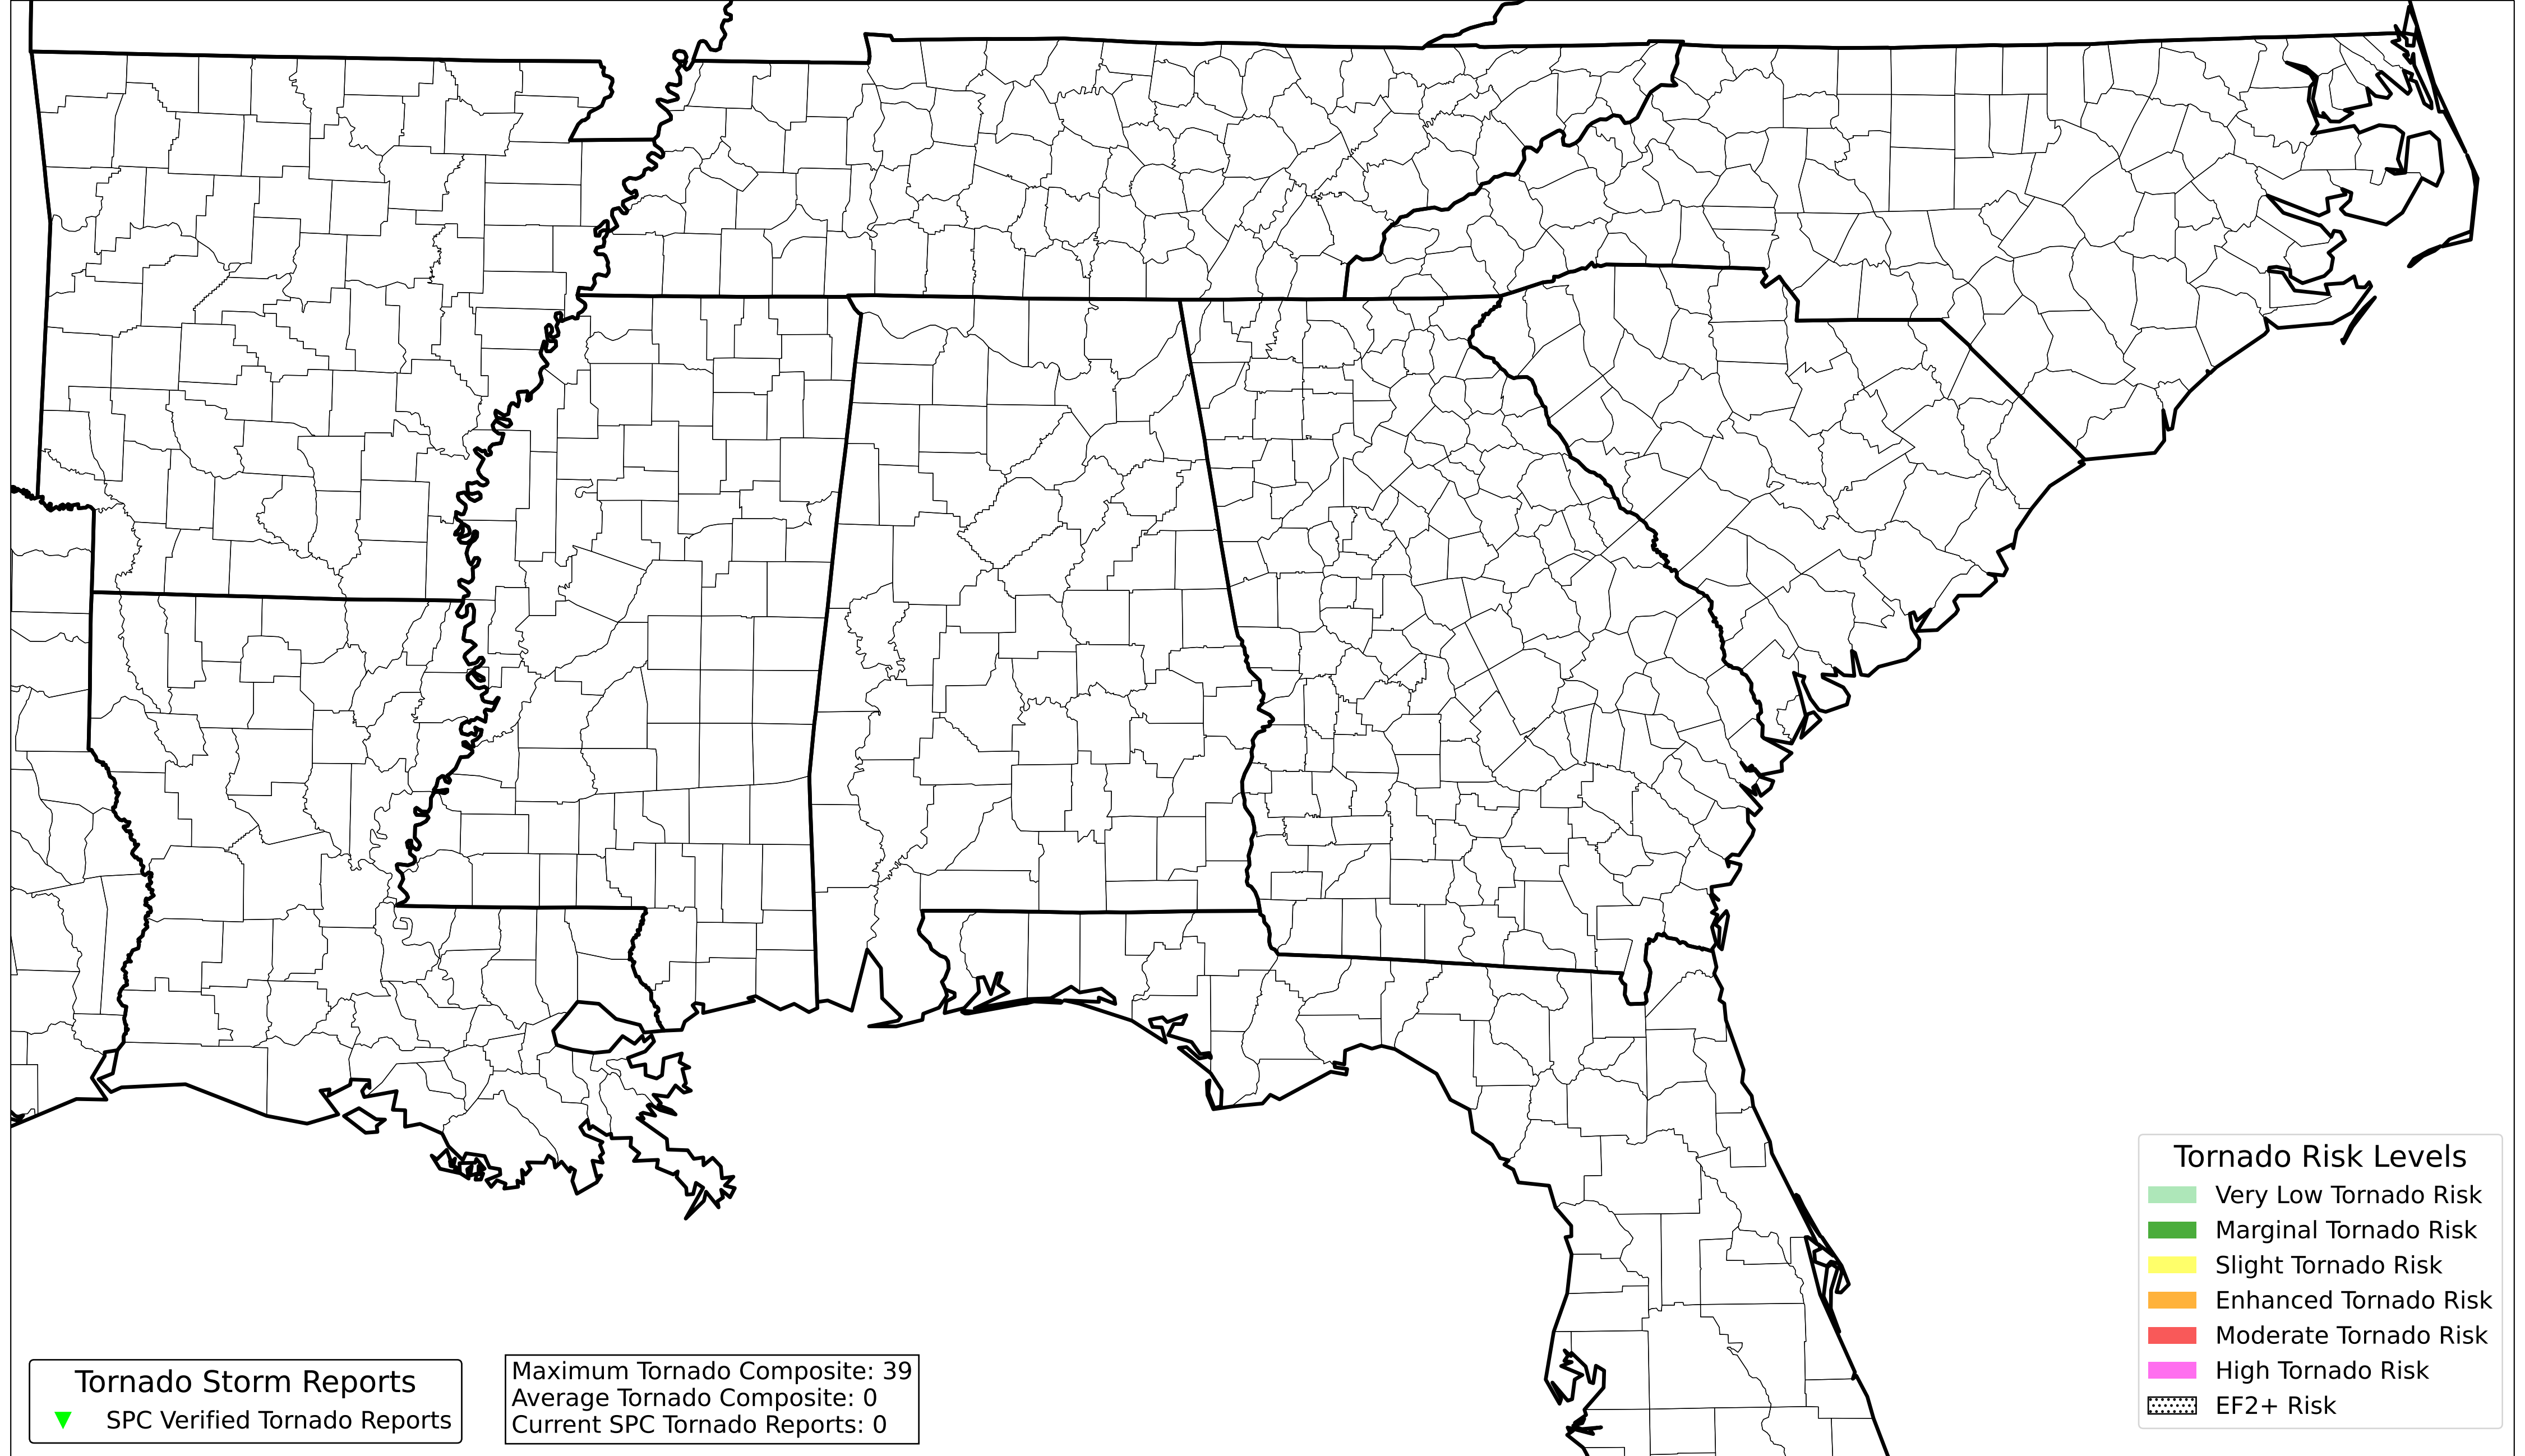 Tornado Storm Reports
SPC Verified Tornado Reports
Maximum Tornado Composite: 39
Average Tornado Composite: 0
Current SPC Tornado Reports: 0
Tornado Risk Levels
Very Low Tornado Risk
Marginal Tornado Risk
Slight Tornado Risk
Enhanced Tornado Risk
Moderate Tornado Risk
High Tornado Risk
EF2+ Risk